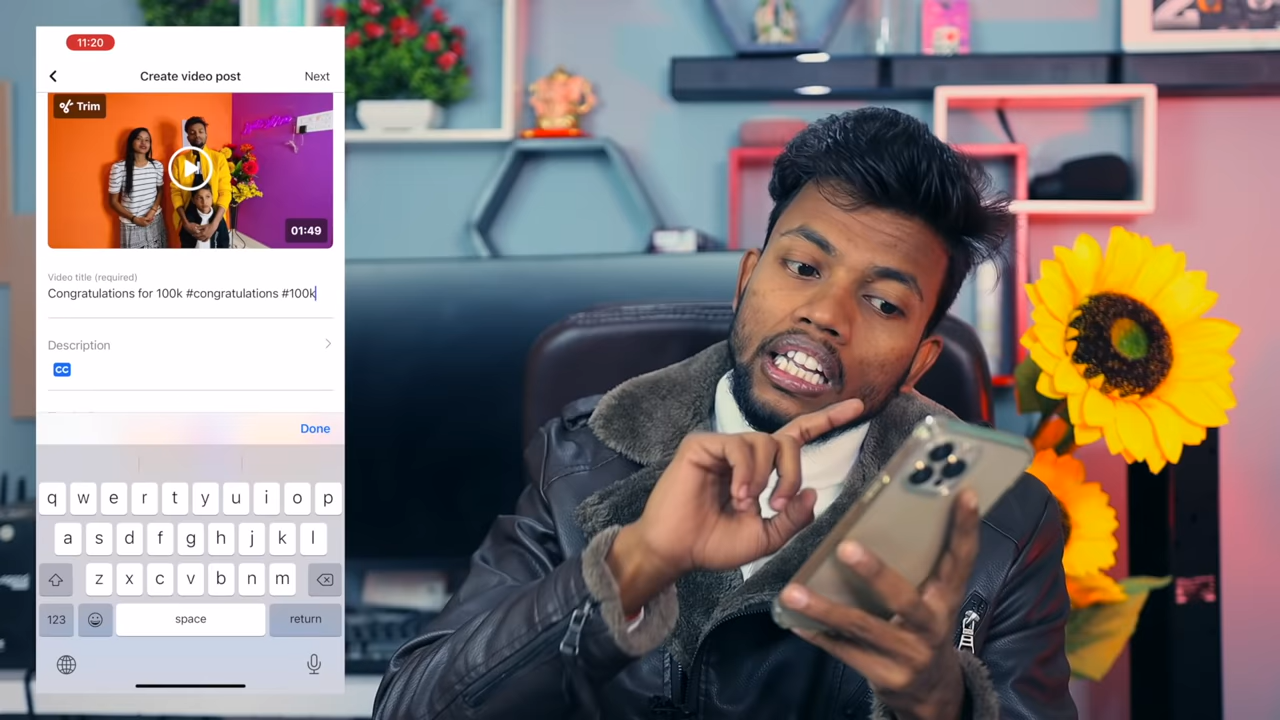 11:20
Create video post
Next
Trim
01:49
Video title (required)
Congratulations for 100k #congratulations #100k
Description
CC
Done
q w e r t y u i o p
a s d f g h j k l
z x c v b n m
123
space
return